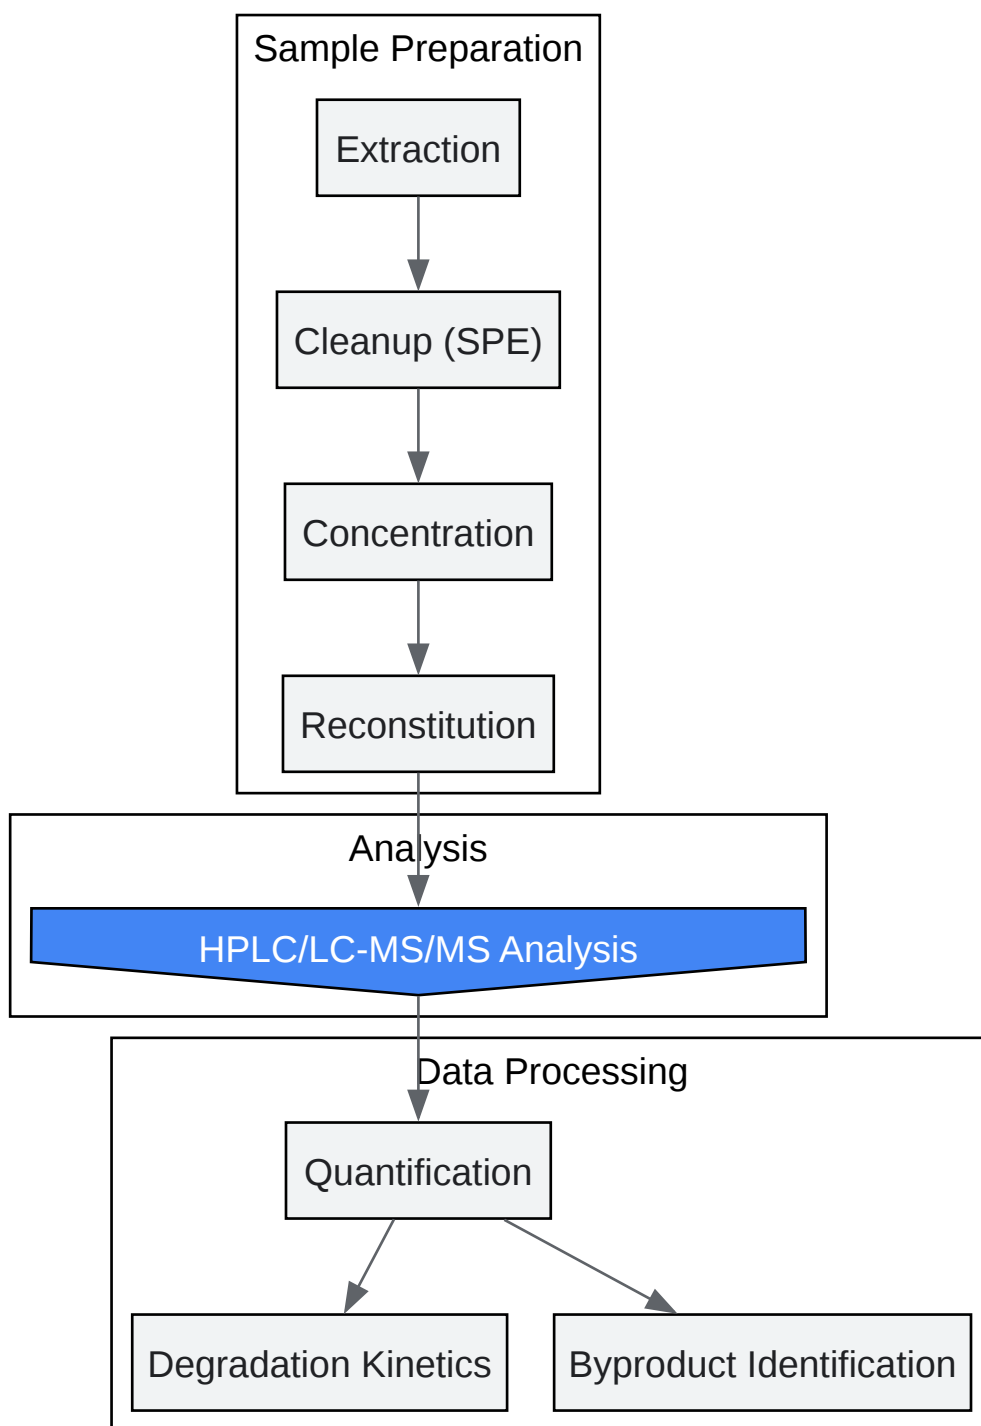 Sample Preparation
Extraction
Cleanup (SPE)
Concentration
Reconstitution
Analysis
HPLC/LC-MS/MS Analysis
Data Processing
Quantification
Degradation Kinetics
Byproduct Identification